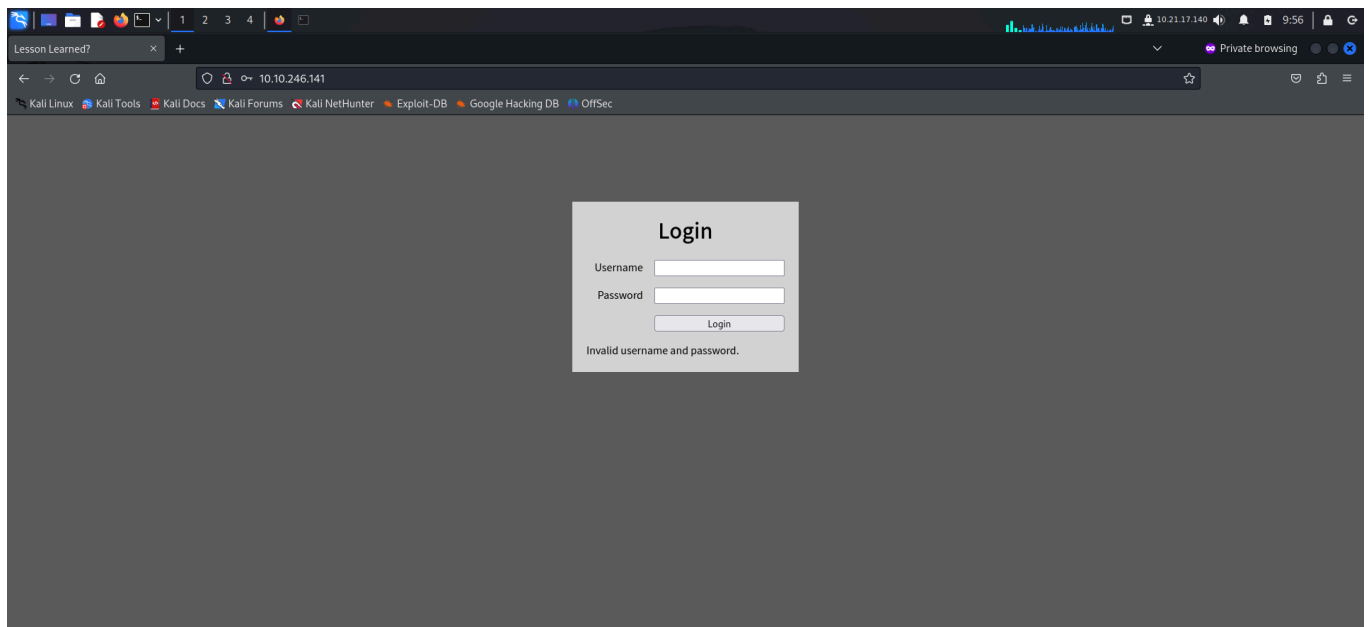 1 2 3 4 10.21.17.140 9:56
Lesson Learned? Private browsing
10.10.246.141
Kali Linux Kali Tools Kali Docs Kali Forums Kali NetHunter Exploit-DB Google Hacking DB OffSec
Login
Username
Password
Login
Invalid username and password.